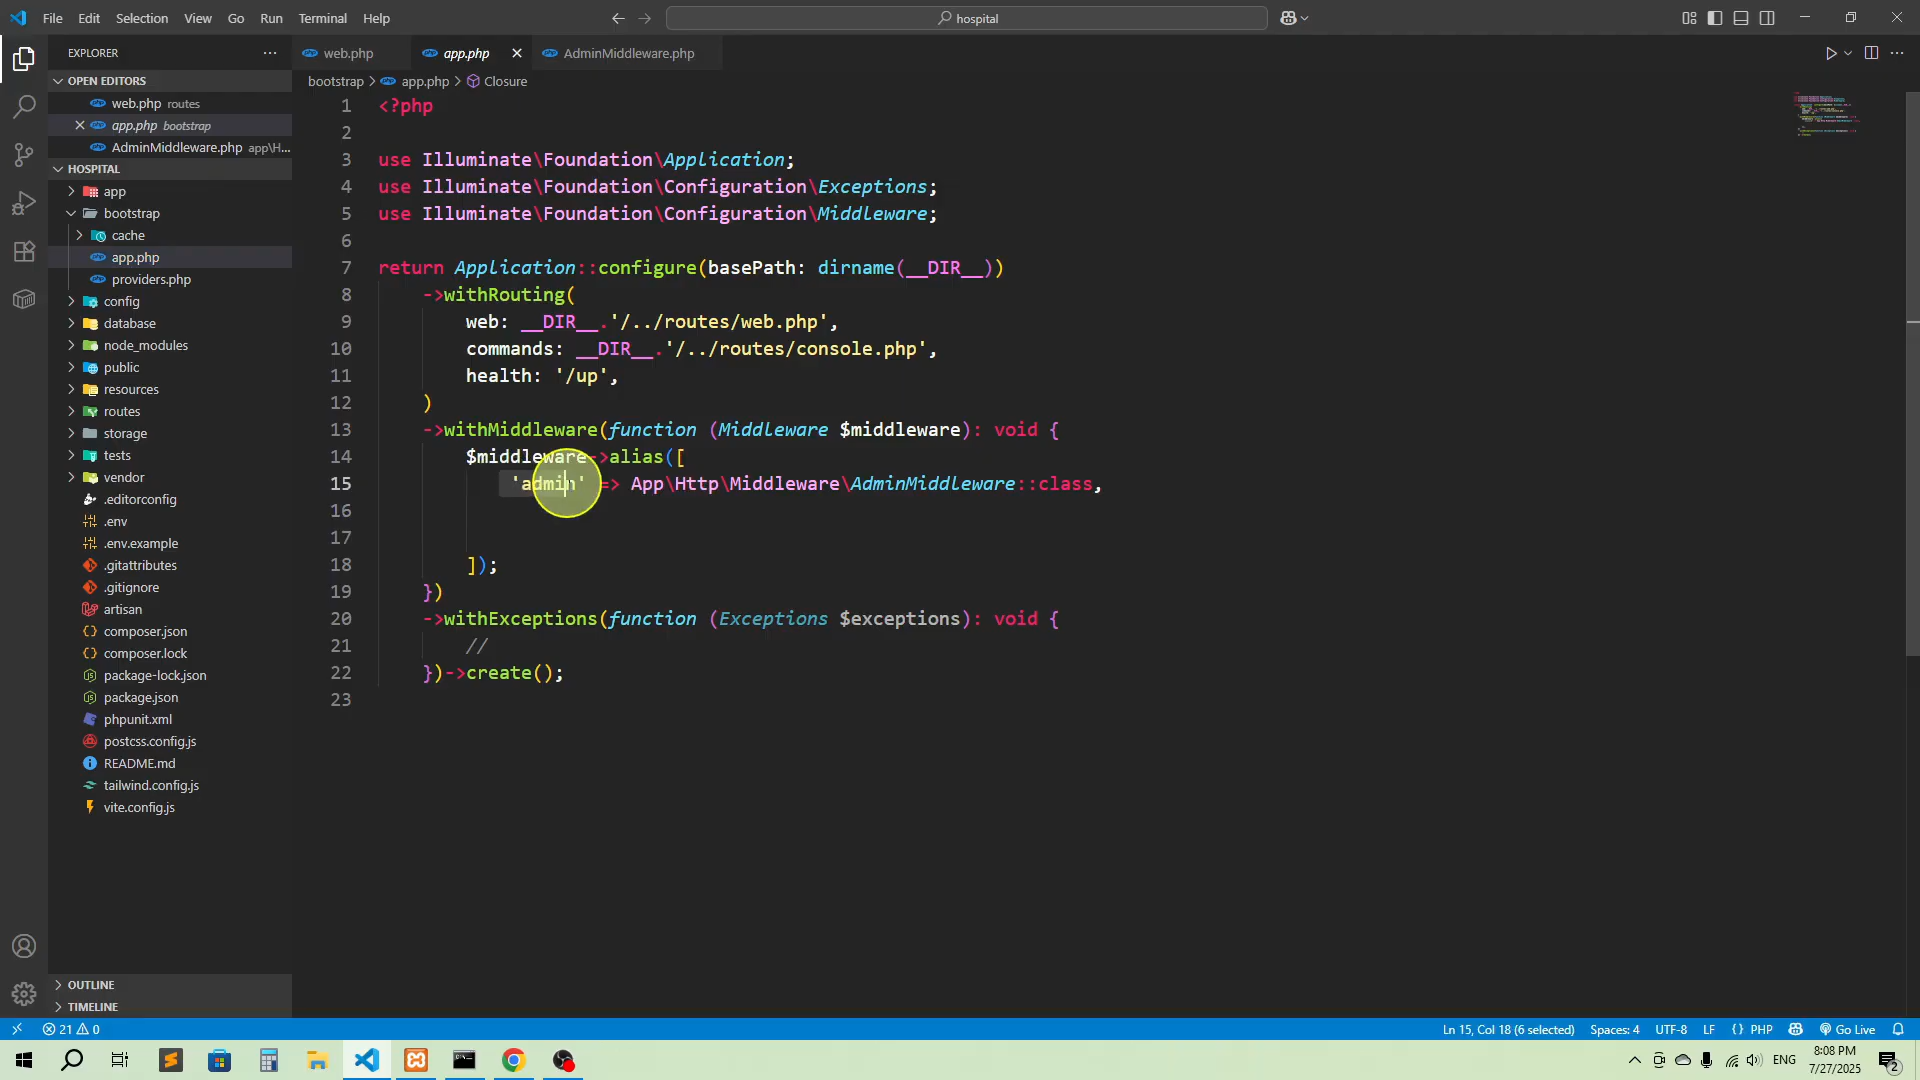 File Edit Selection View Go Run Terminal Help
hospital
EXPLORER
web.php
app.php
AdminMiddleware.php
OPEN EDITORS
web.php routes
app.php bootstrap
AdminMiddleware.php app\H...
HOSPITAL
app
bootstrap
cache
app.php
providers.php
config
database
node_modules
public
resources
routes
storage
tests
vendor
.editorconfig
.env
.env.example
.gitattributes
.gitignore
artisan
composer.json
composer.lock
package-lock.json
package.json
phpunit.xml
postcss.config.js
README.md
tailwind.config.js
vite.config.js
OUTLINE
TIMELINE
bootstrap > app.php > Closure
1 <?php
2
3 use Illuminate\Foundation\Application;
4 use Illuminate\Foundation\Configuration\Exceptions;
5 use Illuminate\Foundation\Configuration\Middleware;
6
7 return Application::configure(basePath: dirname(__DIR__))
8 ->withRouting(
9 web: __DIR__.'/../routes/web.php',
10 commands: __DIR__.'/../routes/console.php',
11 health: '/up',
12 )
13 ->withMiddleware(function (Middleware $middleware): void {
14 $middleware->alias([
15 'admin' => App\Http\Middleware\AdminMiddleware::class,
16
17
18 ]);
19 })
20 ->withExceptions(function (Exceptions $exceptions): void {
21 //
22 })->create();
23
21 0
Ln 15, Col 18 (6 selected) Spaces: 4 UTF-8 LF {} PHP Go Live
ENG
8:08 PM
7/27/2025
2